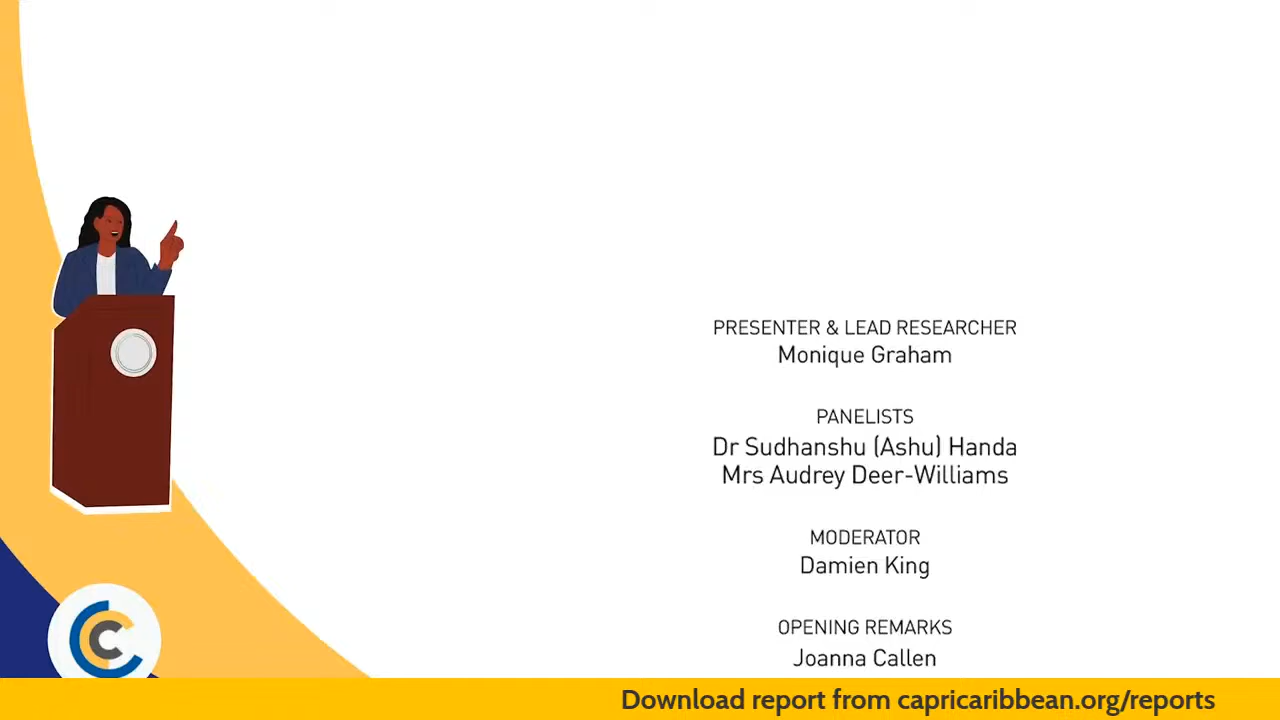 PRESENTER & LEAD RESEARCHER
Monique Graham
PANELISTS
Dr Sudhanshu (Ashu) Handa
Mrs Audrey Deer-Williams
MODERATOR
Damien King
OPENING REMARKS
Joanna Callen
Download report from capricaribbean.org/reports